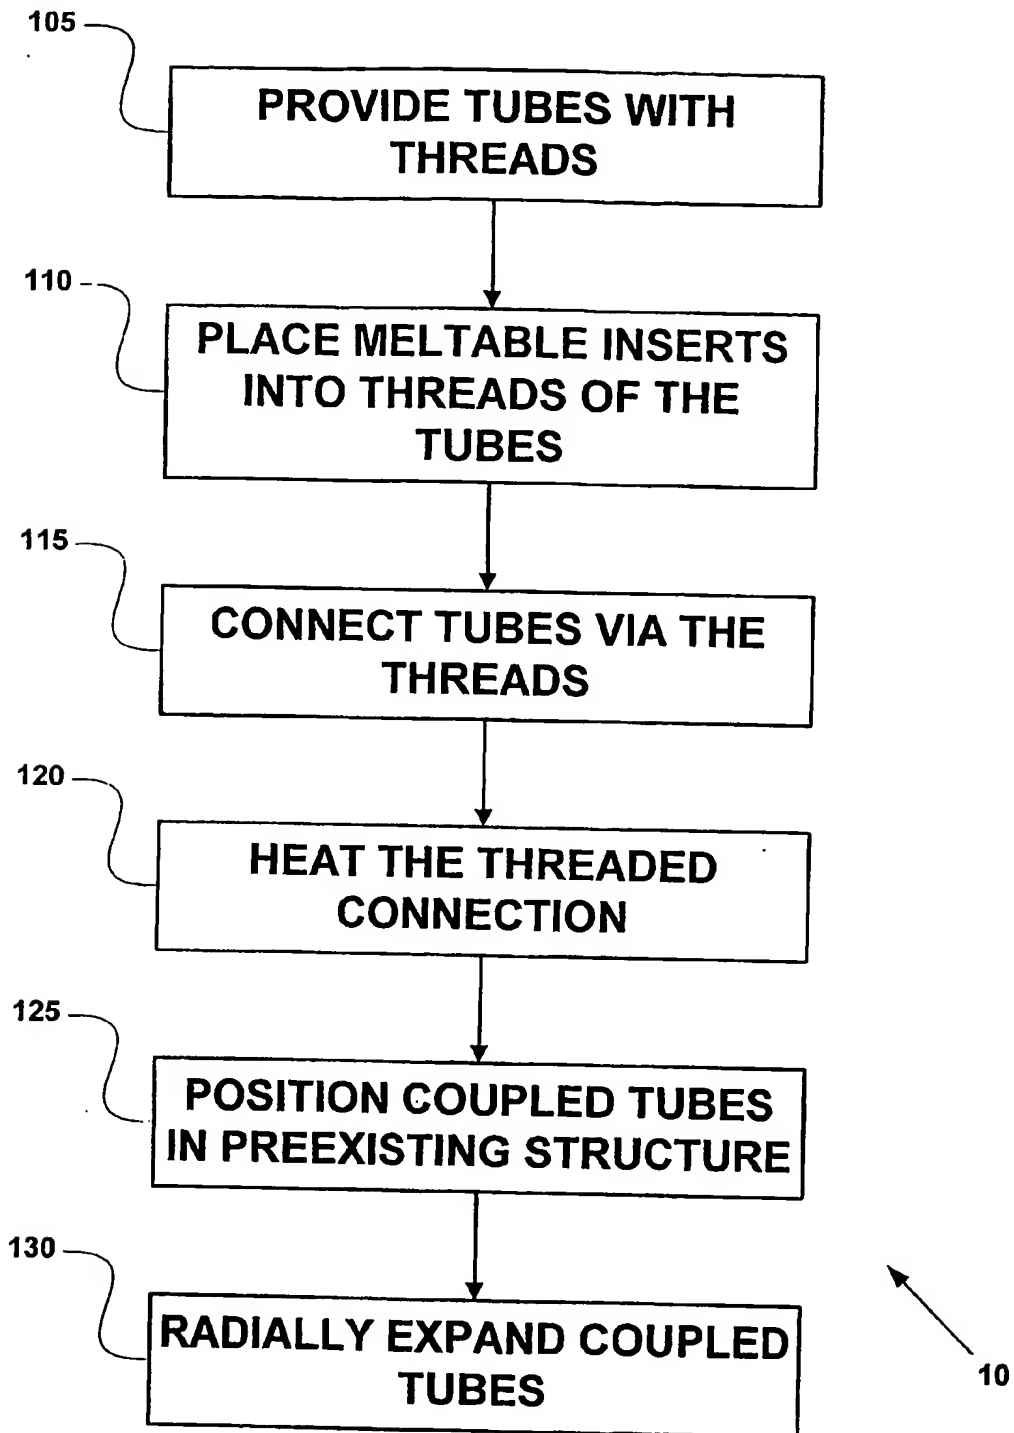 105
PROVIDE TUBES WITH
THREADS
110
PLACE MELTABLE INSERTS
INTO THREADS OF THE
TUBES
115
CONNECT TUBES VIA THE
THREADS
120
HEAT THE THREADED
CONNECTION
125
POSITION COUPLED TUBES
IN PREEXISTING STRUCTURE
130
RADIALLY EXPAND COUPLED
TUBES
10